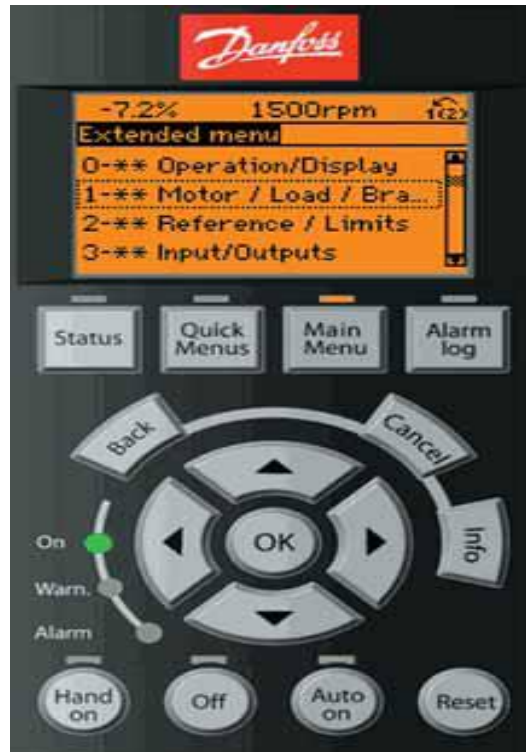 Danfoss
-7.2% 1500rpm 1(2)
Extended menu
0-** Operation/Display
1-** Motor / Load / Bra...
2-** Reference / Limits
3-** Input/Outputs
Status
Quick Menus
Main Menu
Alarm log
Back
Cancel
Info
OK
On
Warn.
Alarm
Hand on
Off
Auto on
Reset